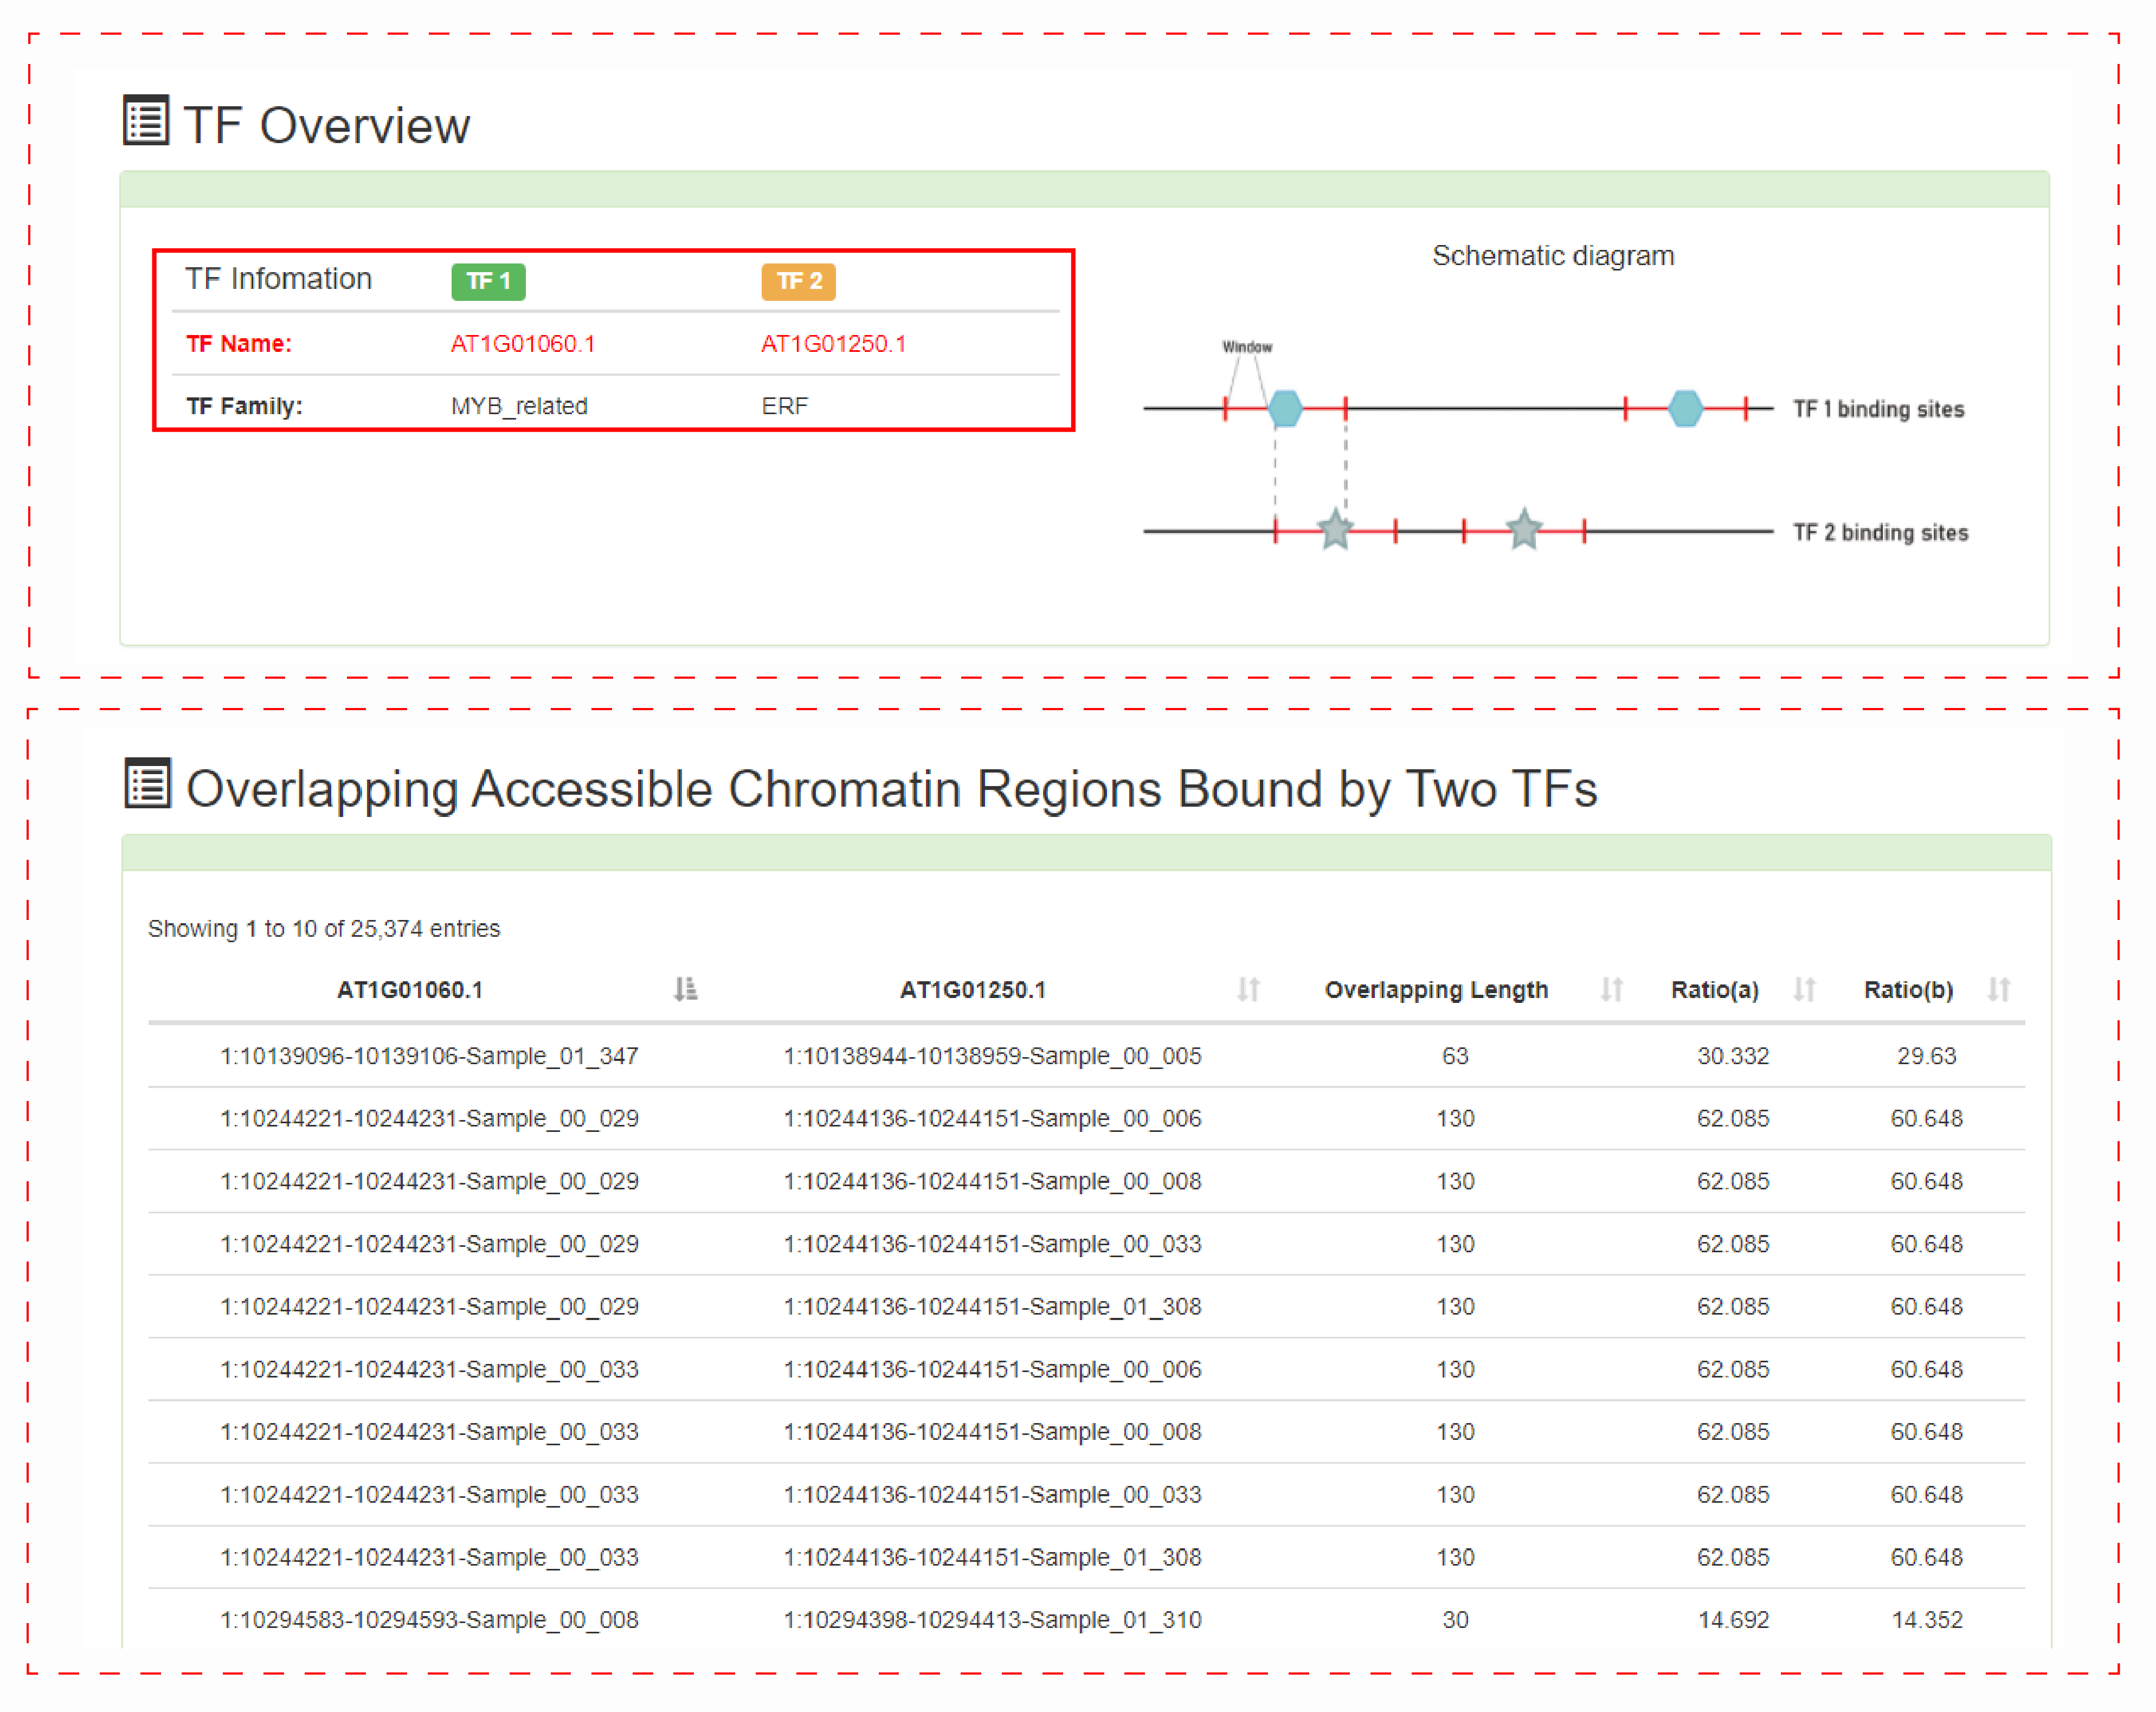 TF Overview
TF Infomation TF 1 TF 2
TF Name: AT1G01060.1 AT1G01250.1
TF Family: MYB_related ERF
Schematic diagram
Window
TF 1 binding sites
TF 2 binding sites
Overlapping Accessible Chromatin Regions Bound by Two TFs
Showing 1 to 10 of 25,374 entries
AT1G01060.1 AT1G01250.1 Overlapping Length Ratio(a) Ratio(b)
1:10139096-10139106-Sample_01_347 1:10138944-10138959-Sample_00_005 63 30.332 29.63
1:10244221-10244231-Sample_00_029 1:10244136-10244151-Sample_00_006 130 62.085 60.648
1:10244221-10244231-Sample_00_029 1:10244136-10244151-Sample_00_008 130 62.085 60.648
1:10244221-10244231-Sample_00_029 1:10244136-10244151-Sample_00_033 130 62.085 60.648
1:10244221-10244231-Sample_00_029 1:10244136-10244151-Sample_01_308 130 62.085 60.648
1:10244221-10244231-Sample_00_033 1:10244136-10244151-Sample_00_006 130 62.085 60.648
1:10244221-10244231-Sample_00_033 1:10244136-10244151-Sample_00_008 130 62.085 60.648
1:10244221-10244231-Sample_00_033 1:10244136-10244151-Sample_00_033 130 62.085 60.648
1:10244221-10244231-Sample_00_033 1:10244136-10244151-Sample_01_308 130 62.085 60.648
1:10294583-10294593-Sample_00_008 1:10294398-10294413-Sample_01_310 30 14.692 14.352